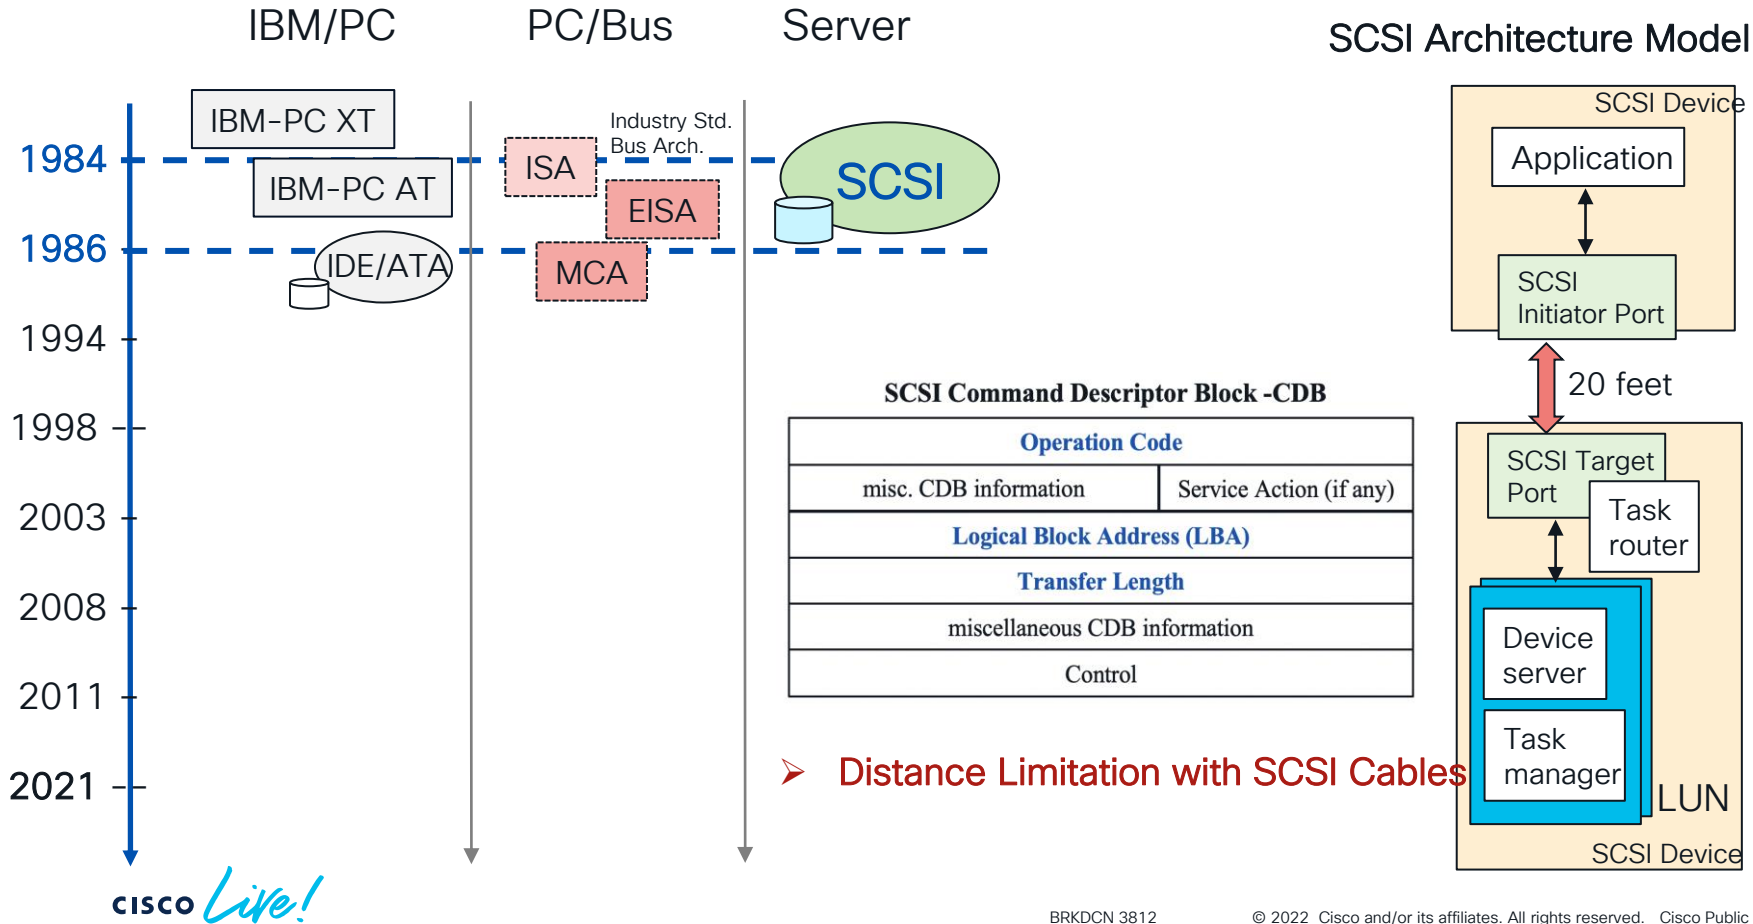 IBM/PC
PC/Bus
Server
SCSI Architecture Model
IBM-PC XT
1984
IBM-PC AT
1986
IDE/ATA
1994
1998
2003
2008
2011
2021
Industry Std.
Bus Arch.
ISA
EISA
MCA
SCSI
SCSI Command Descriptor Block -CDB
Operation Code
misc. CDB information
Service Action (if any)
Logical Block Address (LBA)
Transfer Length
miscellaneous CDB information
Control
➢ Distance Limitation with SCSI Cables
SCSI Device
Application
SCSI
Initiator Port
20 feet
SCSI Target
Port
Task
router
Device
server
Task
manager
LUN
SCSI Device
CISCO Live!
BRKDCN 3812
© 2022 Cisco and/or its affiliates. All rights reserved. Cisco Public